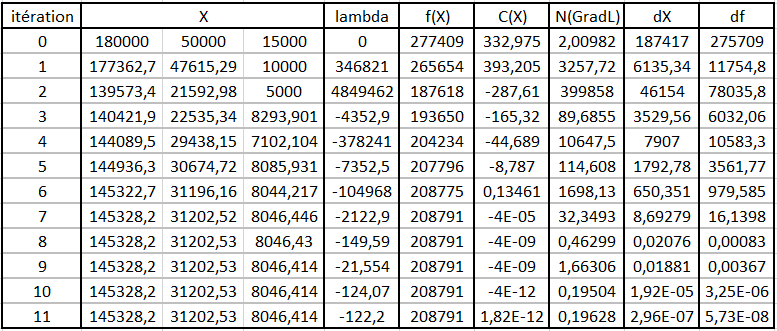 itération X lambda f(X) C(X) N(GradL) dX df
0 180000 50000 15000 0 277409 332,975 2,00982 187417 275709
1 177362,7 47615,29 10000 346821 265654 393,205 3257,72 6135,34 11754,8
2 139573,4 21592,98 5000 4849462 187618 -287,61 399858 46154 78035,8
3 140421,9 22535,34 8293,901 -4352,9 193650 -165,32 89,6855 3529,56 6032,06
4 144089,5 29438,15 7102,104 -378241 204234 -44,689 10647,5 7907 10583,3
5 144936,3 30674,72 8085,931 -7352,5 207796 -8,787 114,608 1792,78 3561,77
6 145322,7 31196,16 8044,217 -104968 208775 0,13461 1698,13 650,351 979,585
7 145328,2 31202,52 8046,446 -2122,9 208791 -4E-05 32,3493 8,69279 16,1398
8 145328,2 31202,53 8046,43 -149,59 208791 -4E-09 0,46299 0,02076 0,00083
9 145328,2 31202,53 8046,414 -21,554 208791 -4E-09 1,66306 0,01881 0,00367
10 145328,2 31202,53 8046,414 -124,07 208791 -4E-12 0,19504 1,92E-05 3,25E-06
11 145328,2 31202,53 8046,414 -122,2 208791 1,82E-12 0,19628 2,96E-07 5,73E-08